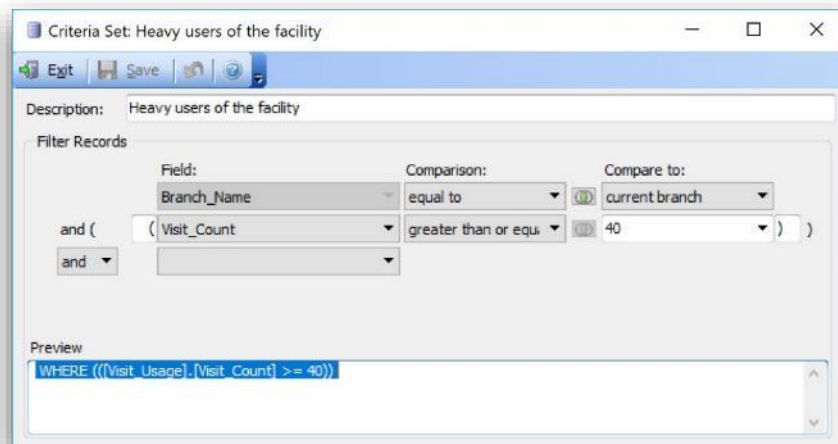 Criteria Set: Heavy users of the facility
Exit Save
Description: Heavy users of the facility
Filter Records
Field: Comparison: Compare to:
Branch_Name equal to current branch
and ( ( Visit_Count greater than or equ 40 ) )
and
Preview
WHERE (([Visit_Usage].[Visit_Count] >= 40))